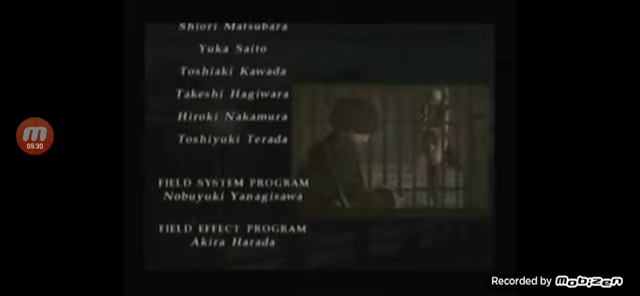 Shiori Matsubara
Yuka Saito
Toshiaki Kawada
Takeshi Hagiwara
Hiroki Nakamura
Toshiyuki Terada
FIELD SYSTEM PROGRAM
Nobuyuki Yanagisawa
FIELD EFFECT PROGRAM
Akira Harada
05:30
Recorded by Mobizen